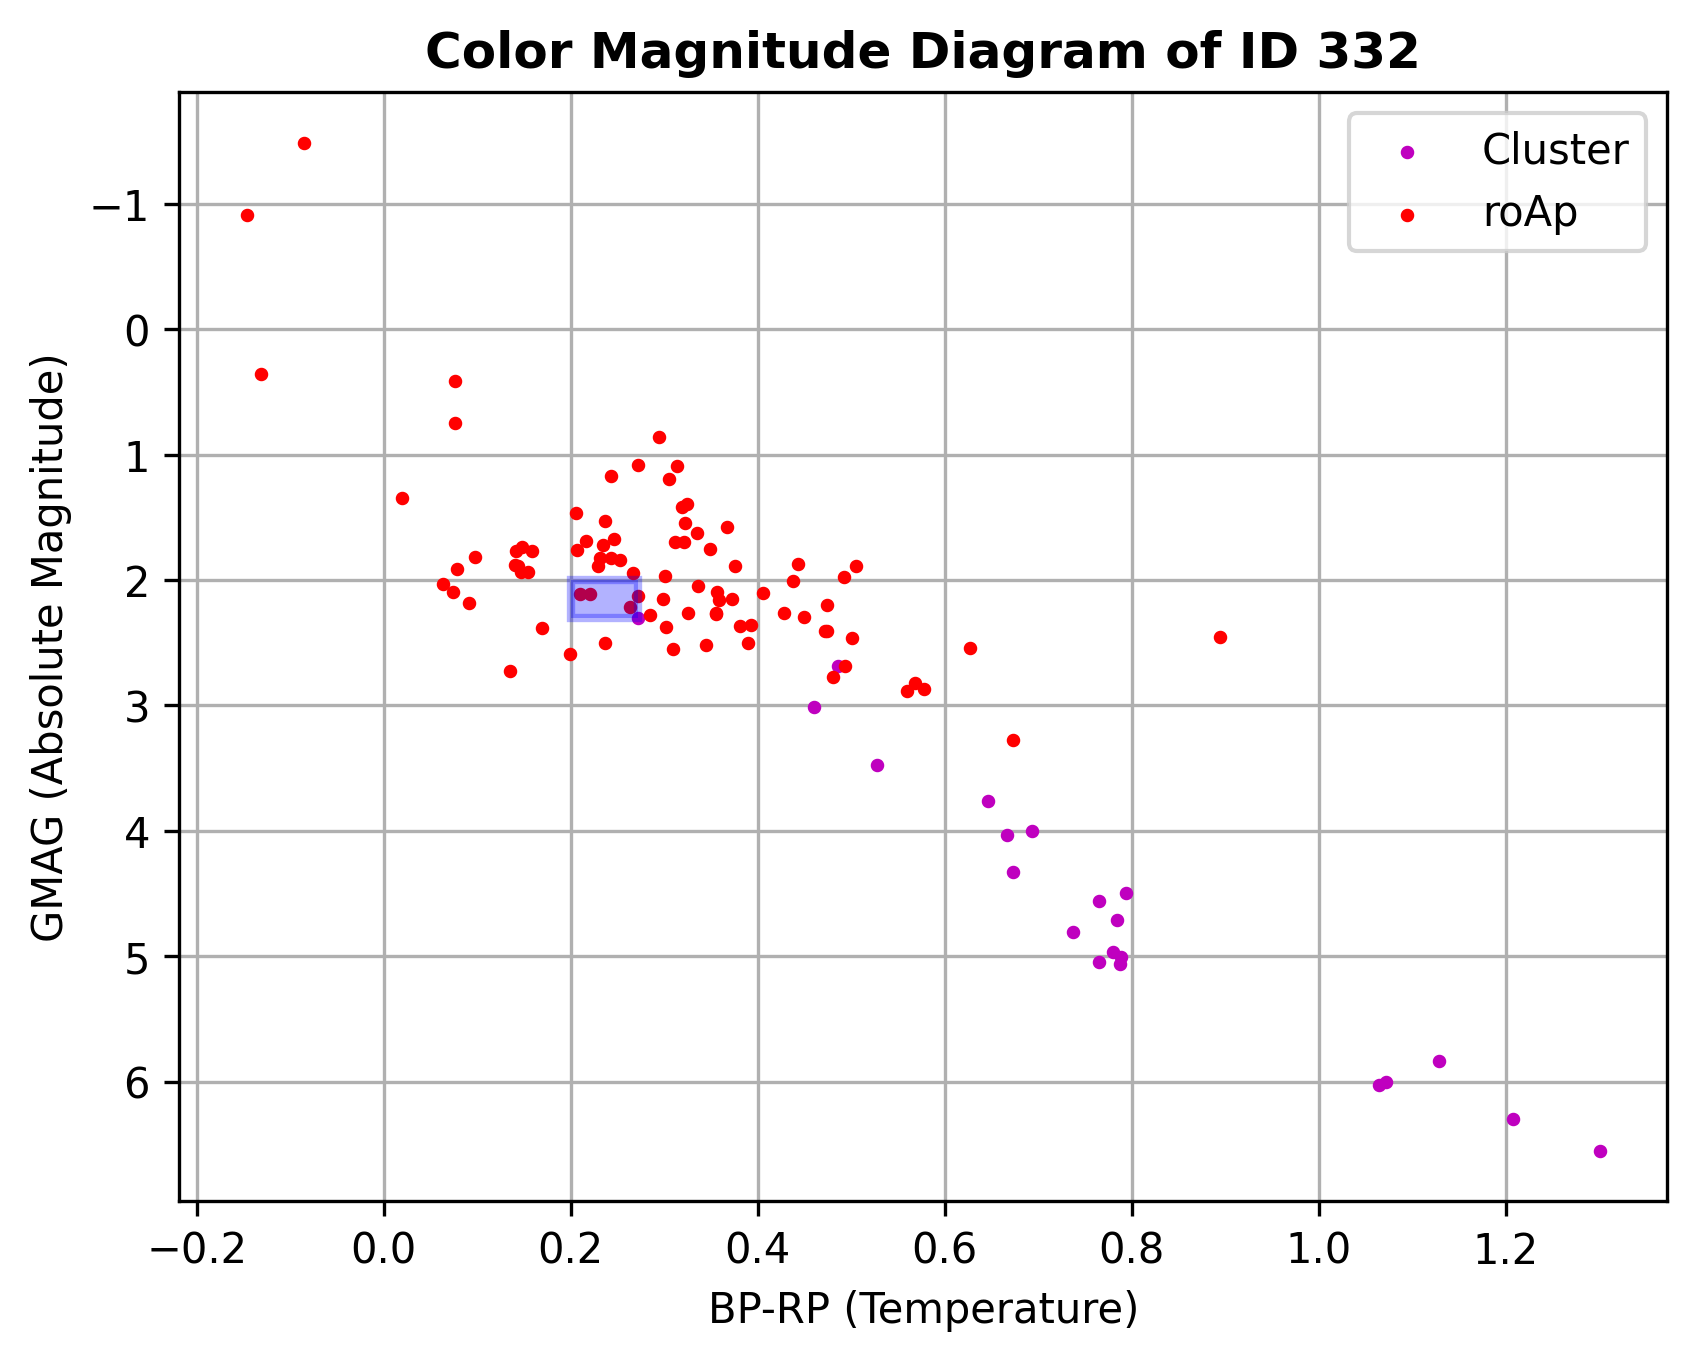 Color Magnitude Diagram of ID 332
Cluster
roAp
GMAG (Absolute Magnitude)
−1
0
1
2
3
4
5
6
−0.2 0.0 0.2 0.4 0.6 0.8 1.0 1.2
BP-RP (Temperature)